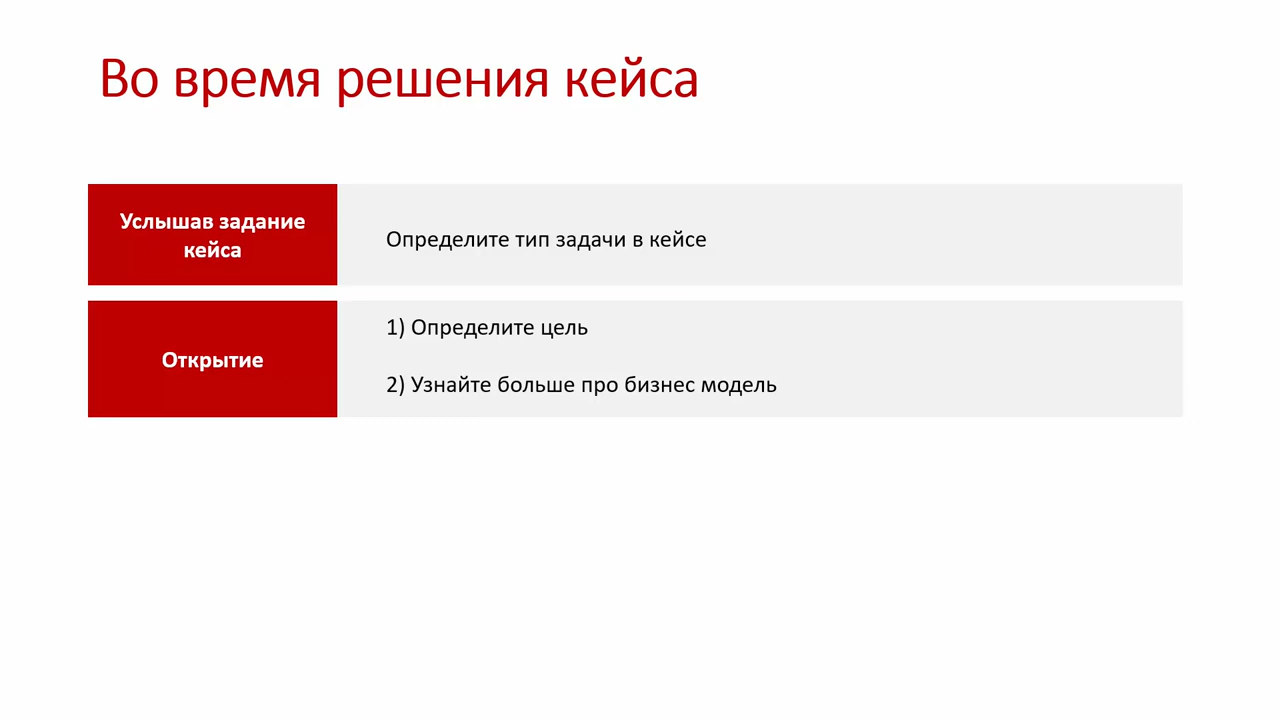 Во время решения кейса
Услышав задание
кейса
Определите тип задачи в кейсе
Открытие
1) Определите цель
2) Узнайте больше про бизнес модель